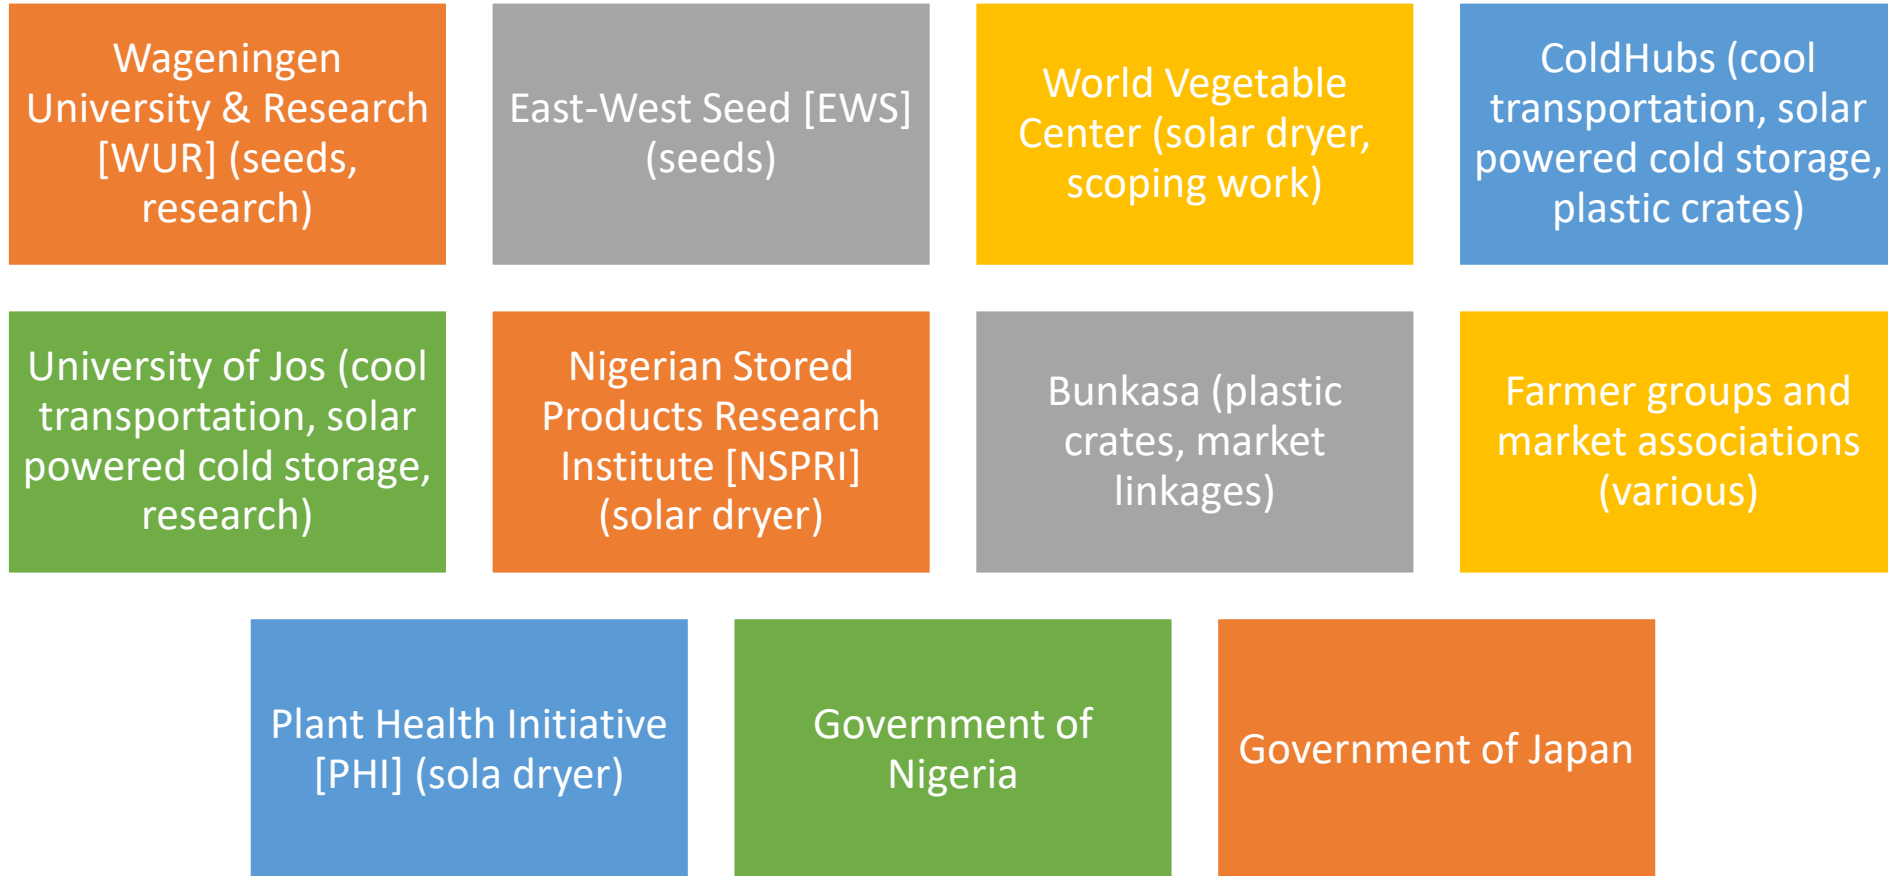 Wageningen
University & Research
[WUR] (seeds,
research)
East-West Seed [EWS]
(seeds)
World Vegetable
Center (solar dryer,
scoping work)
ColdHubs (cool
transportation, solar
powered cold storage,
plastic crates)
University of Jos (cool
transportation, solar
powered cold storage,
research)
Nigerian Stored
Products Research
Institute [NSPRI]
(solar dryer)
Bunkasa (plastic
crates, market
linkages)
Farmer groups and
market associations
(various)
Plant Health Initiative
[PHI] (sola dryer)
Government of
Nigeria
Government of Japan